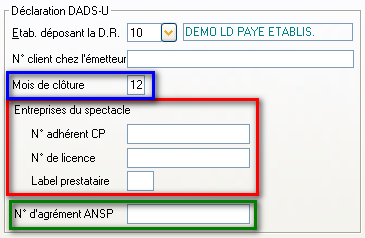 Déclaration DADS-U
Etab. déposant la D.R. 10 DEMO LD PAYE ETABLIS.
N° client chez l'émetteur
Mois de clôture 12
Entreprises du spectacle
N° adhérent CP
N° de licence
Label prestataire
N° d'agrément ANSP